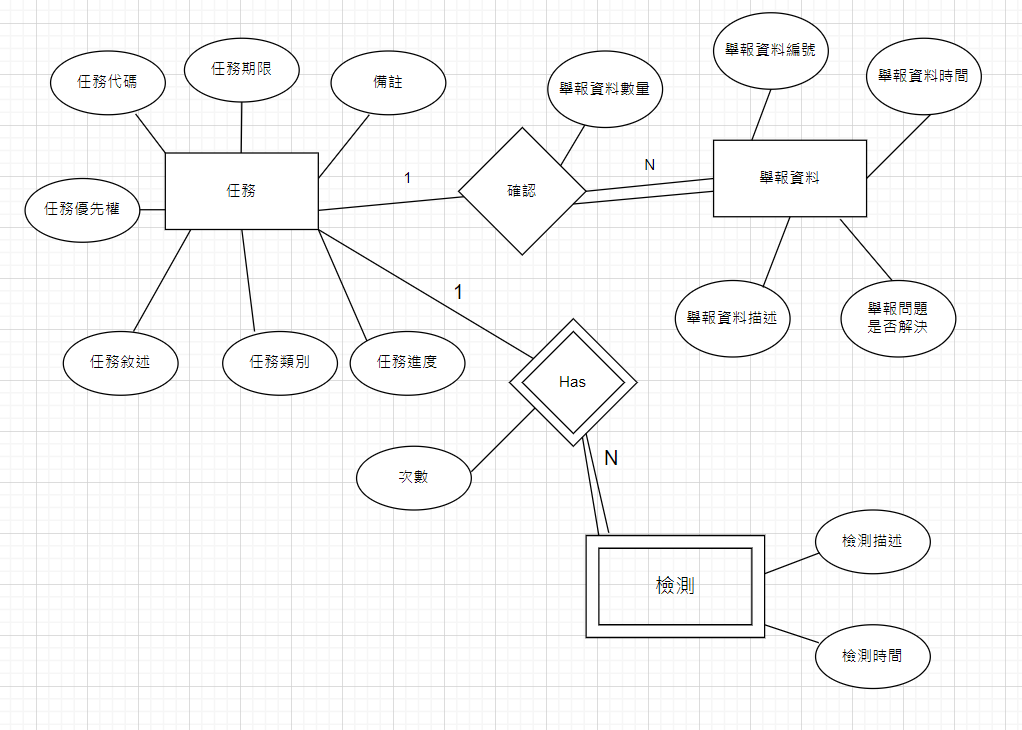 舉報資料編號
任務期限
任務代碼
備註
舉報資料數量
舉報資料時間
N
1
任務
確認
舉報資料
任務優先權
1
舉報資料描述
舉報問題
是否解決
任務敘述
任務類別
任務進度
Has
N
次數
檢測描述
檢測
檢測時間